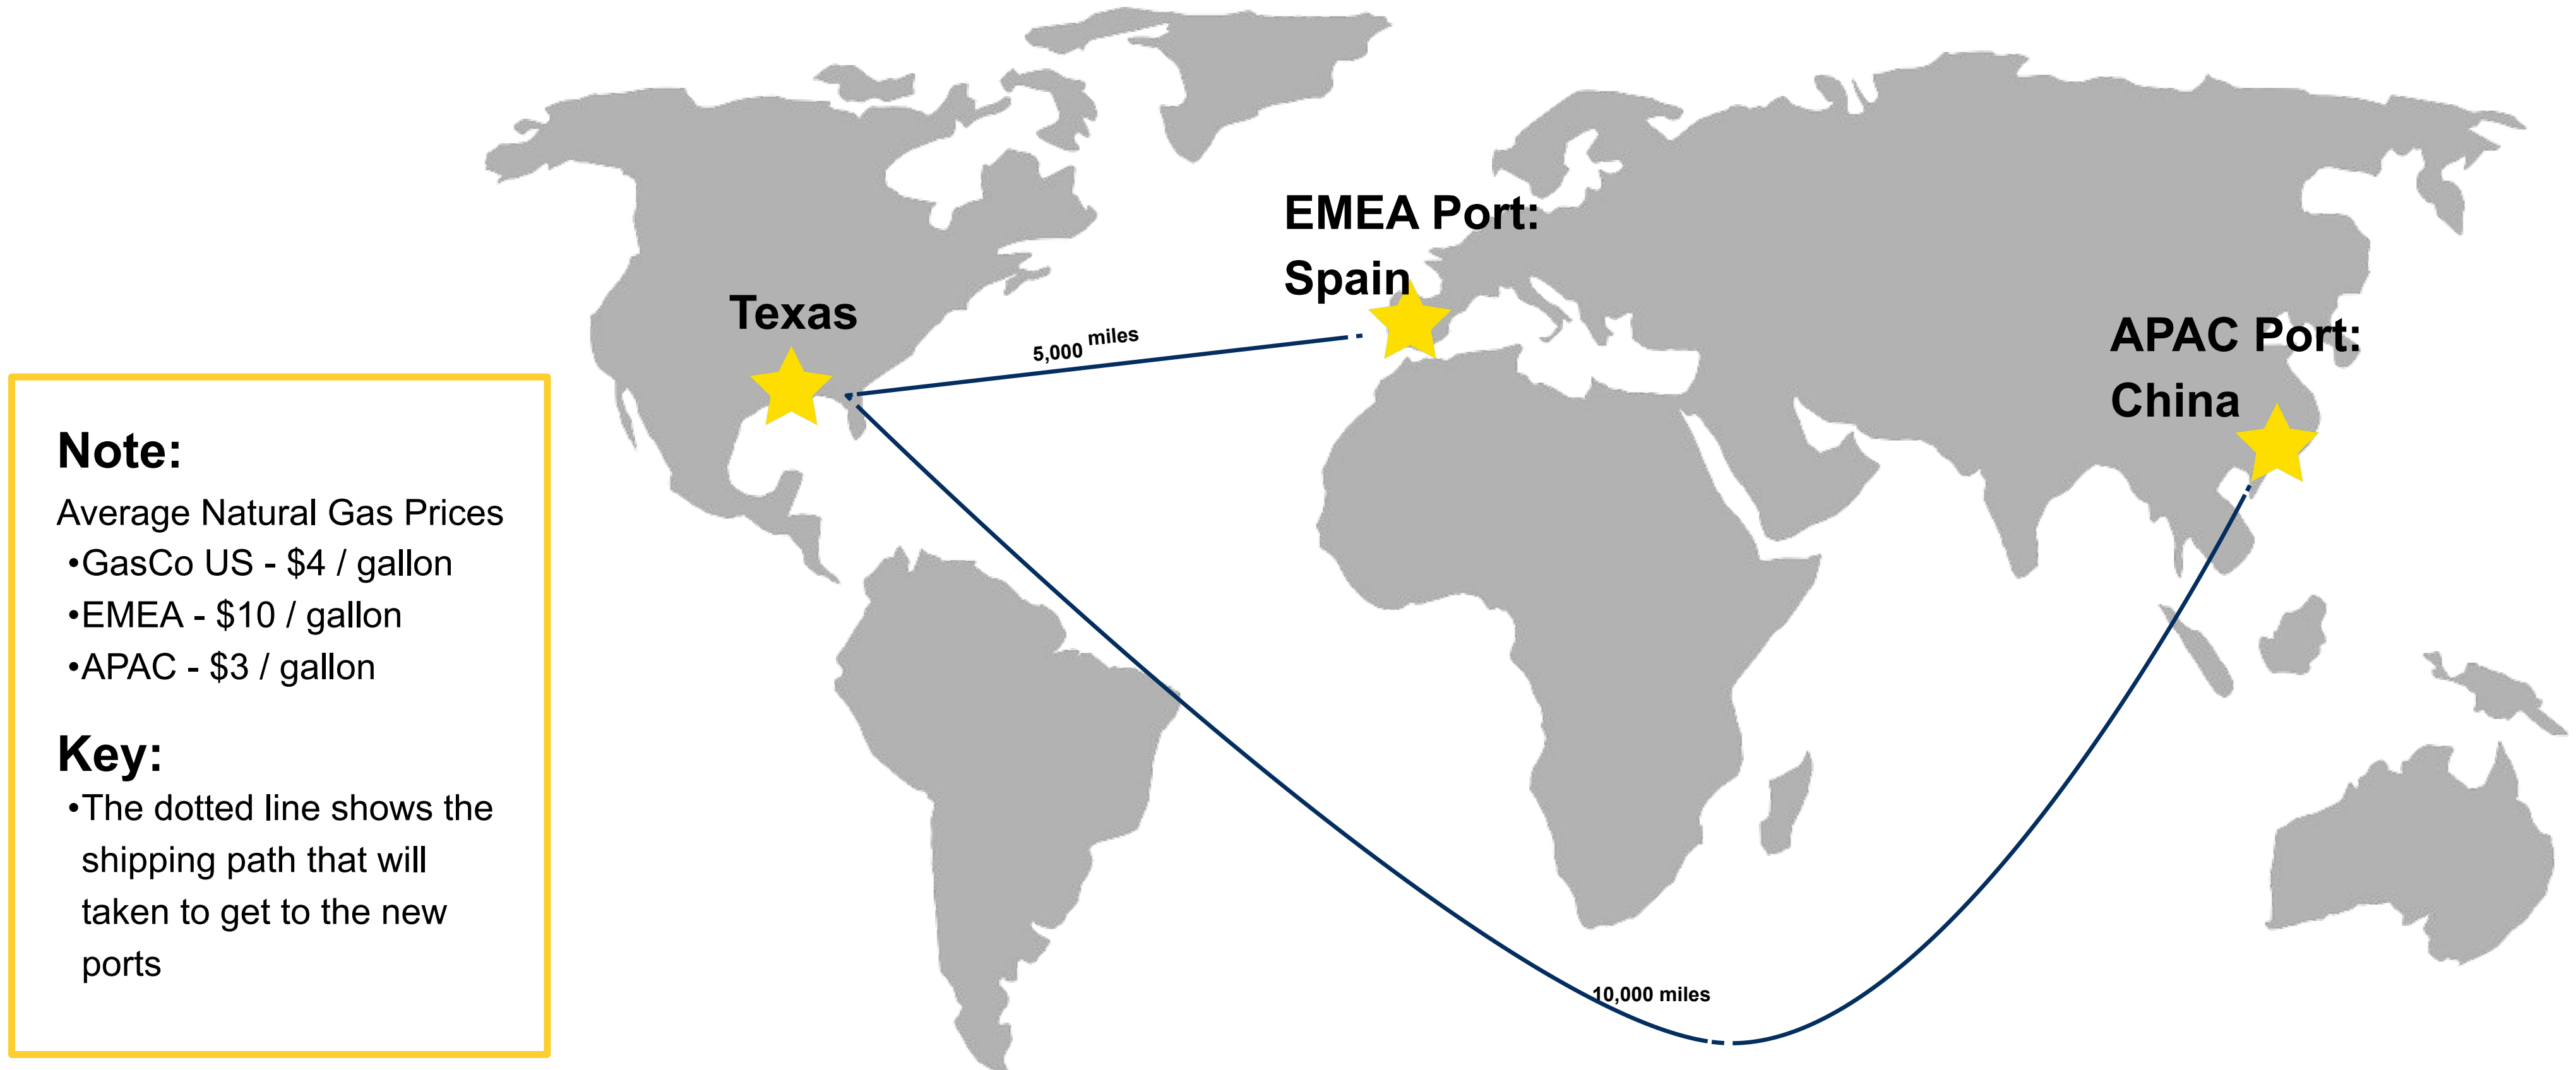 EMEA Port:
Spain
Texas
5,000 miles
APAC Port:
China
Note:
Average Natural Gas Prices
•GasCo US - $4 / gallon
•EMEA - $10 / gallon
•APAC - $3 / gallon
Key:
•The dotted line shows the
shipping path that will
taken to get to the new
ports
10,000 miles